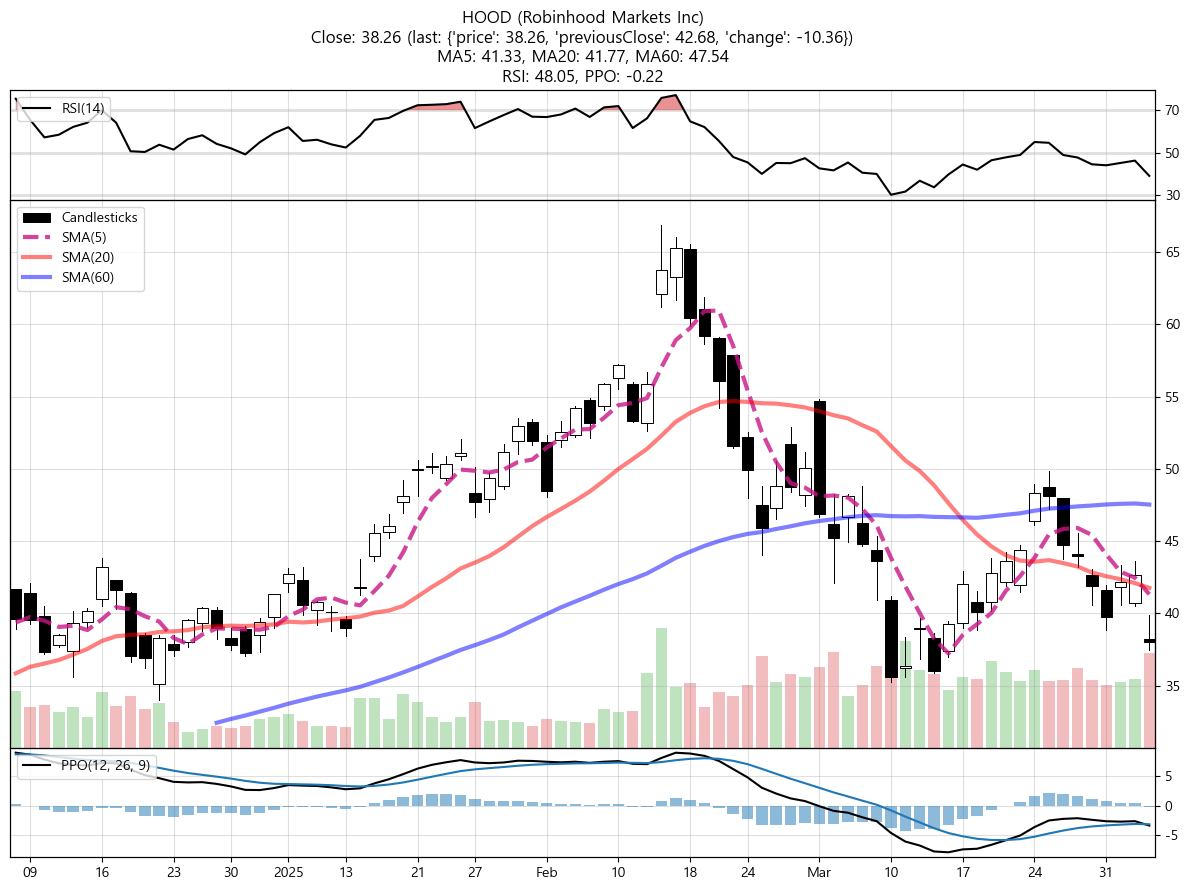 HOOD (Robinhood Markets Inc)
Close: 38.26 (last: {'price': 38.26, 'previousClose': 42.68, 'change': -10.36})
MA5: 41.33, MA20: 41.77, MA60: 47.54
RSI: 48.05, PPO: -0.22
RSI(14)
70
50
30
Candlesticks
SMA(5)
SMA(20)
SMA(60)
65
60
55
50
45
40
35
PPO(12, 26, 9)
5
0
-5
09 16 23 30 2025 13 21 27 Feb 10 18 24 Mar 10 17 24 31